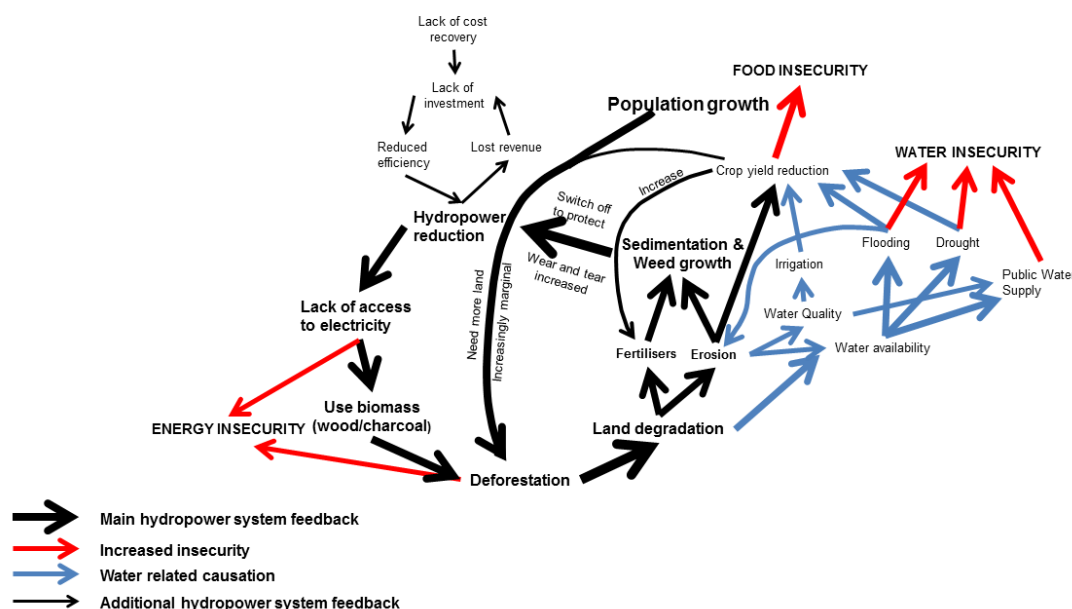 Lack of cost
recovery
Lack of
investment
Reduced
efficiency
Lost revenue
Hydropower
reduction
Population growth
FOOD INSECURITY
WATER INSECURITY
Crop yield reduction
Increase
Switch off
to protect
Sedimentation &
Weed growth
Wear and tear
increased
Flooding
Drought
Irrigation
Public Water
Supply
Water Quality
Water availability
Lack of access
to electricity
Need more land
Increasingly marginal
Fertilisers
Erosion
Use biomass
(wood/charcoal)
ENERGY INSECURITY
Land degradation
Deforestation
Main hydropower system feedback
Increased insecurity
Water related causation
Additional hydropower system feedback